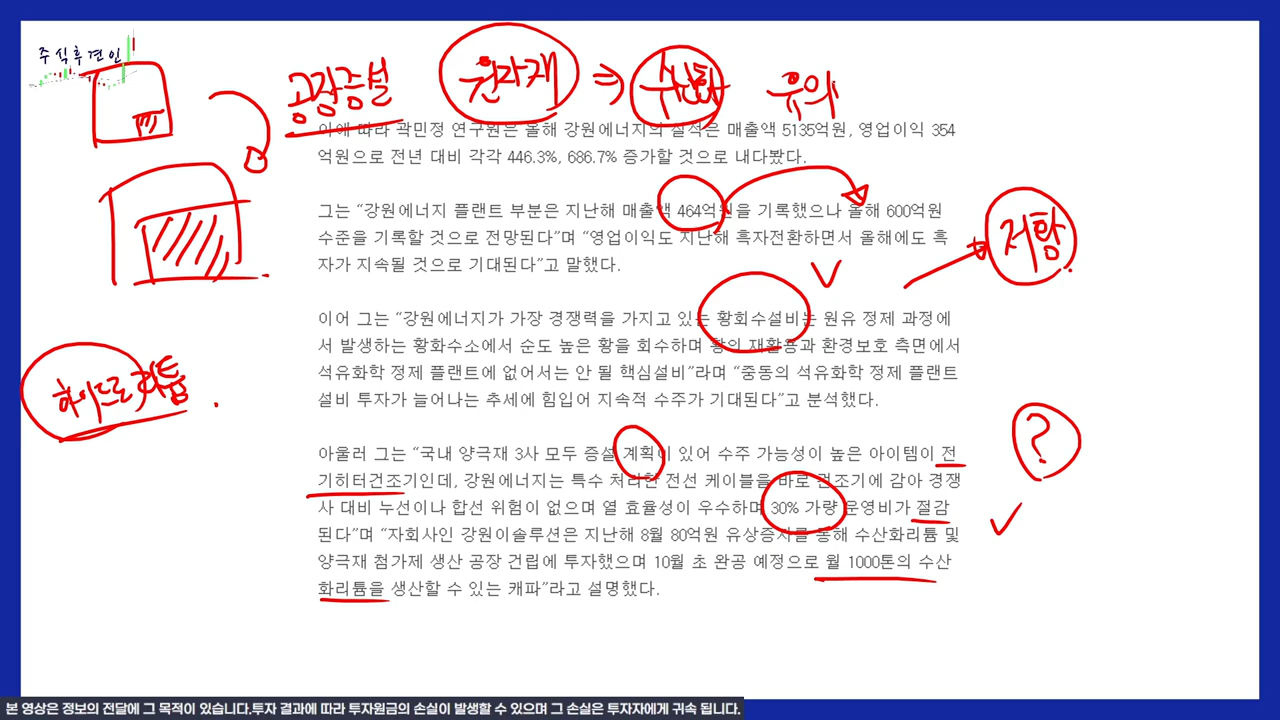 주식후견인
공장증설 원자재 ⇒ 수산화 유의
이에 따라 곽민정 연구원은 올해 강원에너지의 실적은 매출액 5135억원, 영업이익 354
억원으로 전년 대비 각각 446.3%, 686.7% 증가할 것으로 내다봤다.
그는 “강원에너지 플랜트 부분은 지난해 매출액 464억원을 기록했으나 올해 600억원
수준을 기록할 것으로 전망된다”며 “영업이익도 지난해 흑자전환하면서 올해에도 흑
자가 지속될 것으로 기대된다”고 말했다.
저항
이어 그는 “강원에너지가 가장 경쟁력을 가지고 있는 황회수설비는 원유 정제 과정에
서 발생하는 황화수소에서 순도 높은 황을 회수하며 황의 재활용과 환경보호 측면에서
석유화학 정제 플랜트에 없어서는 안 될 핵심설비”라며 “중동의 석유화학 정제 플랜트
설비 투자가 늘어나는 추세에 힘입어 지속적 수주가 기대된다”고 분석했다.
하이드로리튬
아울러 그는 “국내 양극재 3사 모두 증설 계획이 있어 수주 가능성이 높은 아이템이 전
기히터건조기인데, 강원에너지는 특수 처리한 전선 케이블을 바로 건조기에 감아 경쟁
사 대비 누선이나 합선 위험이 없으며 열 효율성이 우수하며 30% 가량 운영비가 절감
된다”며 “자회사인 강원이솔루션은 지난해 8월 80억원 유상증자를 통해 수산화리튬 및
양극재 첨가제 생산 공장 건립에 투자했으며 10월 초 완공 예정으로 월 1000톤의 수산
화리튬을 생산할 수 있는 캐파”라고 설명했다.
?
본 영상은 정보의 전달에 그 목적이 있습니다.투자 결과에 따라 투자원금의 손실이 발생할 수 있으며 그 손실은 투자자에게 귀속 됩니다.